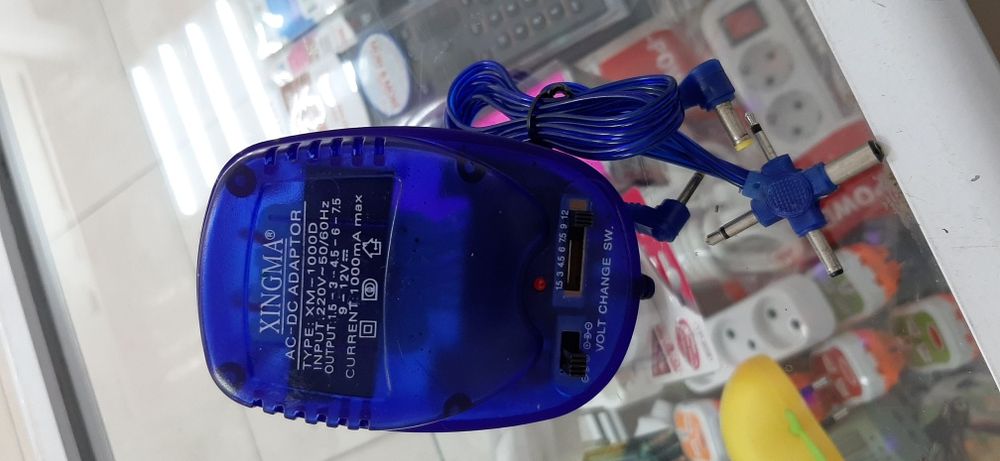 XINGMA®
AC-DC ADAPTOR
TYPE: XM-1000D
INPUT:220V~50/60Hz
OUTPUT:1.5-3-4.5-6-7.5
9-12V⎓
CURRENT:1000mA max
1.5 3 4.5 6 7.5 9 12
VOLT CHANGE SW.
POWER